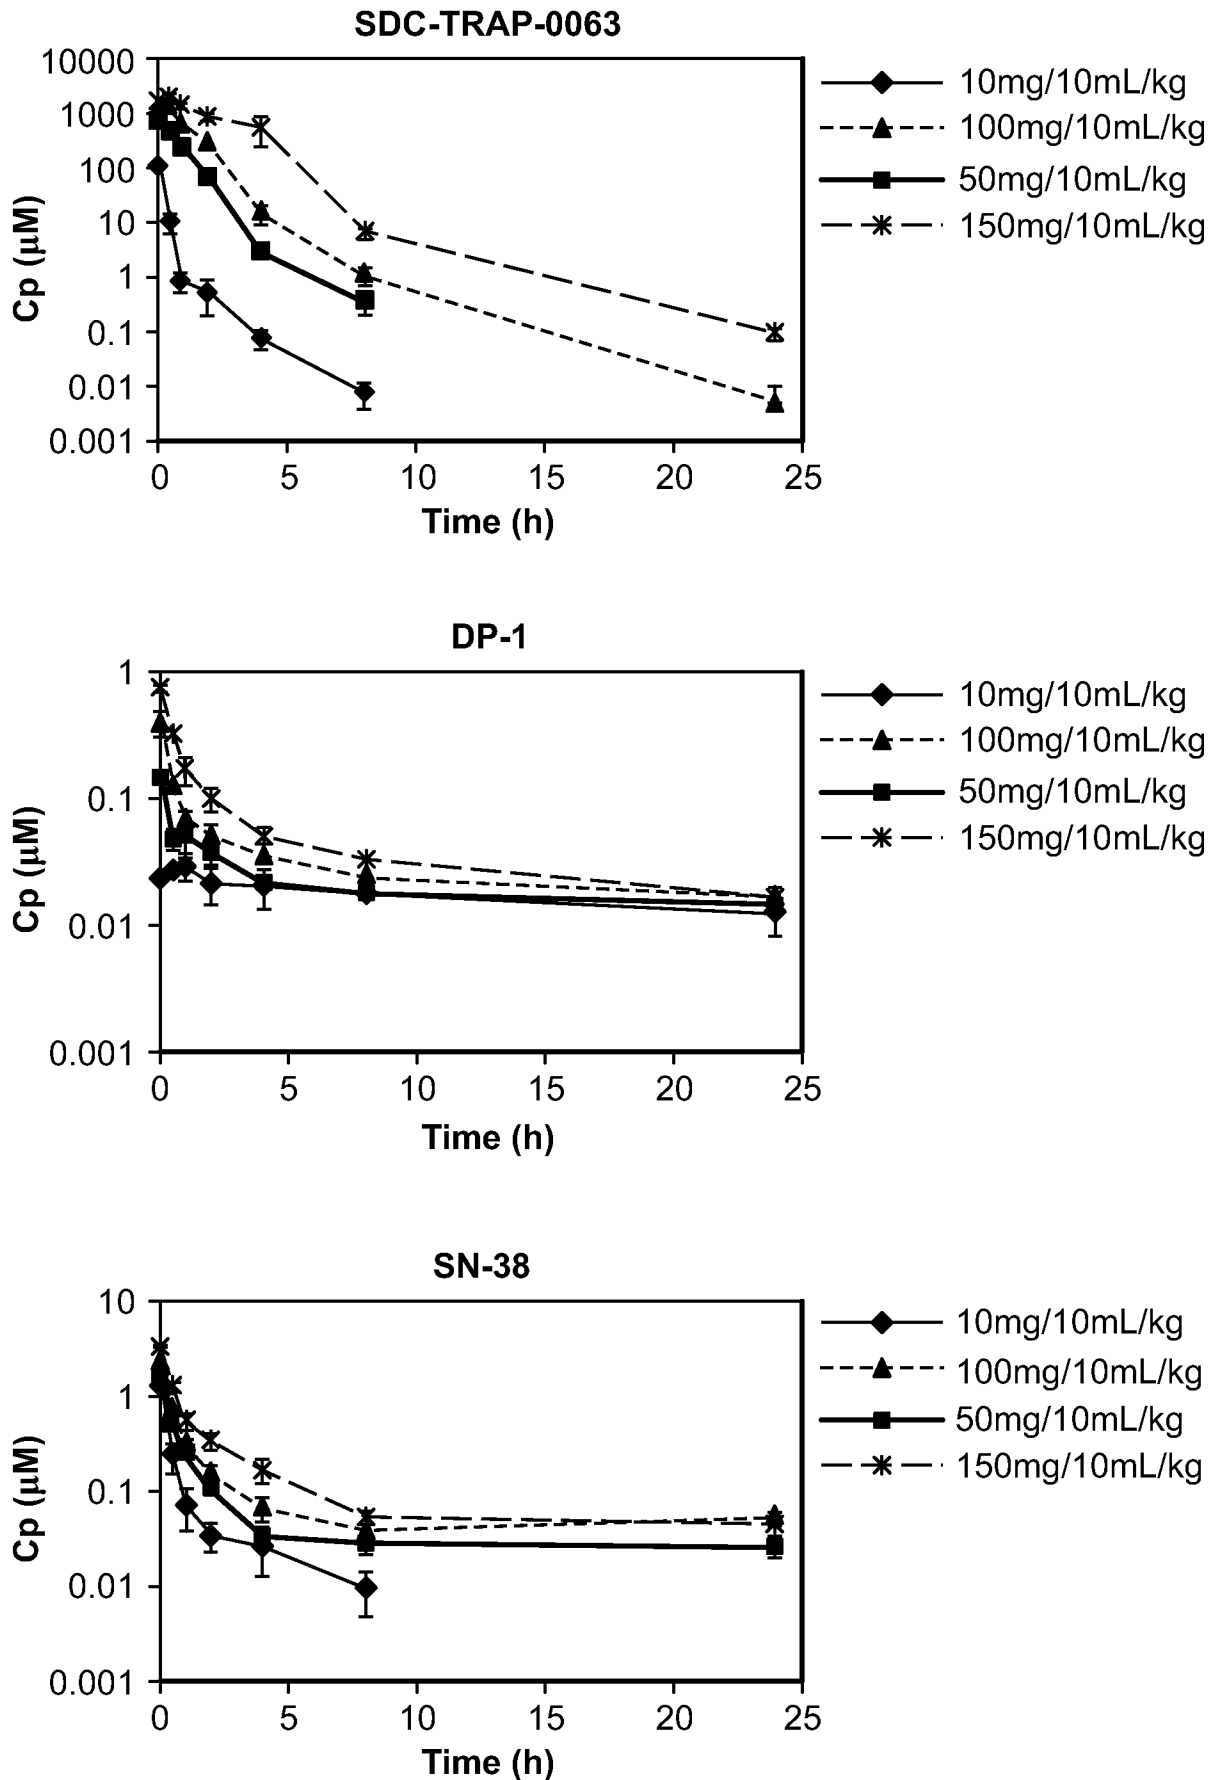 SDC-TRAP-0063
10000
1000
100
10
1
0.1
0.01
0.001
Cp (μM)
0 5 10 15 20 25
Time (h)
10mg/10mL/kg
100mg/10mL/kg
50mg/10mL/kg
150mg/10mL/kg
DP-1
1
0.1
0.01
0.001
Cp (μM)
0 5 10 15 20 25
Time (h)
10mg/10mL/kg
100mg/10mL/kg
50mg/10mL/kg
150mg/10mL/kg
SN-38
10
1
0.1
0.01
0.001
Cp (μM)
0 5 10 15 20 25
Time (h)
10mg/10mL/kg
100mg/10mL/kg
50mg/10mL/kg
150mg/10mL/kg